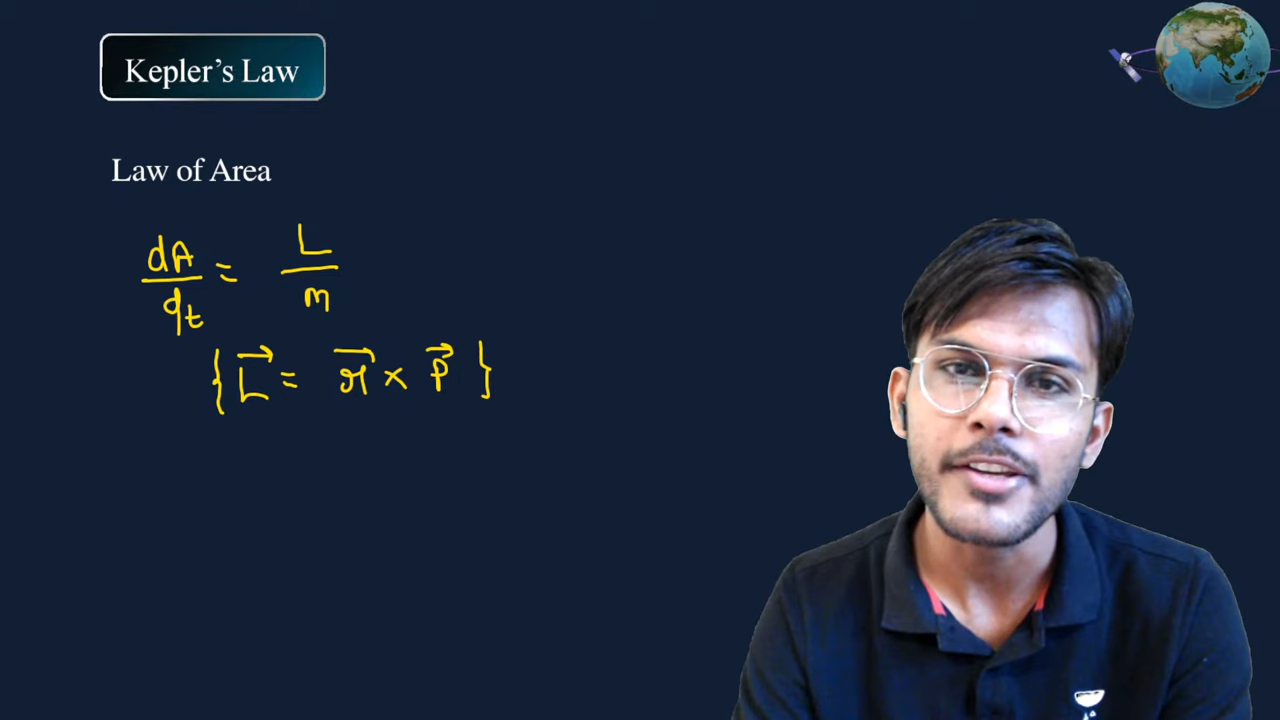 Kepler's Law
Law of Area
dA/dt = L/m
{ L⃗ = r⃗ × P⃗ }